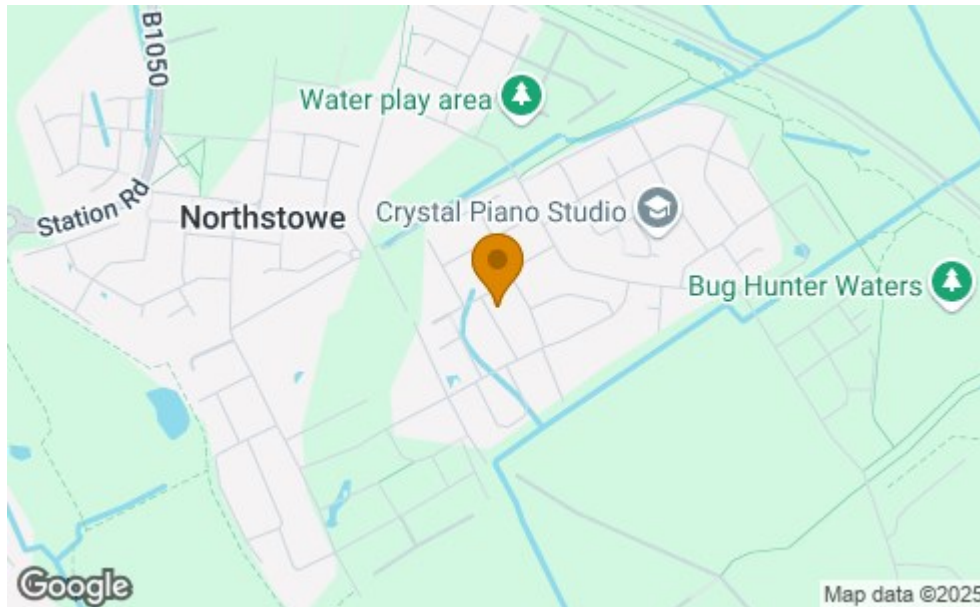 B1050
Water play area
Station Rd
Northstowe
Crystal Piano Studio
Bug Hunter Waters
Google
Map data ©2025